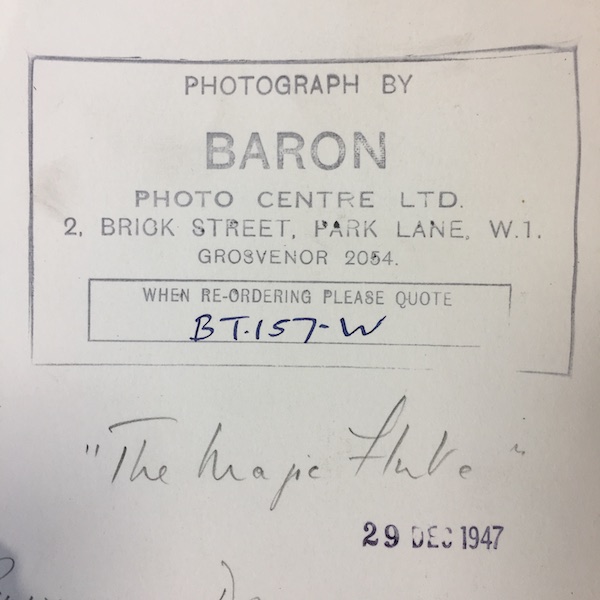 PHOTOGRAPH BY
BARON
PHOTO CENTRE LTD.
2, BRICK STREET, PARK LANE, W.1.
GROSVENOR 2054.
WHEN RE-ORDERING PLEASE QUOTE
BT.157-W
"The Magic Flute"
29 DEC 1947